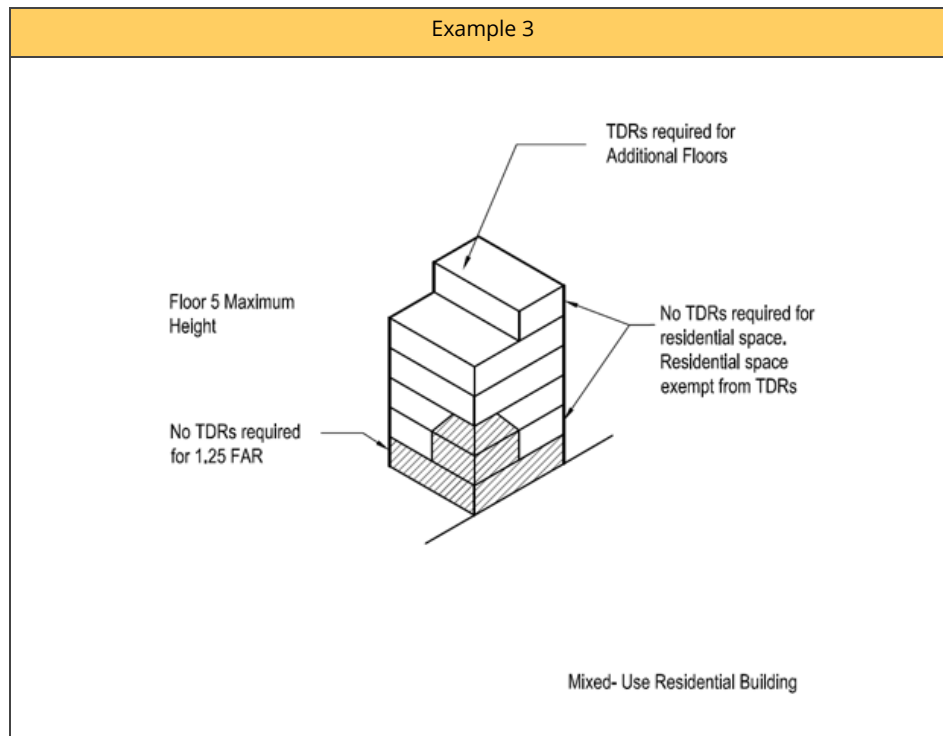 Example 3
TDRs required for
Additional Floors
Floor 5 Maximum
Height
No TDRs required for
residential space.
Residential space
exempt from TDRs
No TDRs required
for 1.25 FAR
Mixed- Use Residential Building